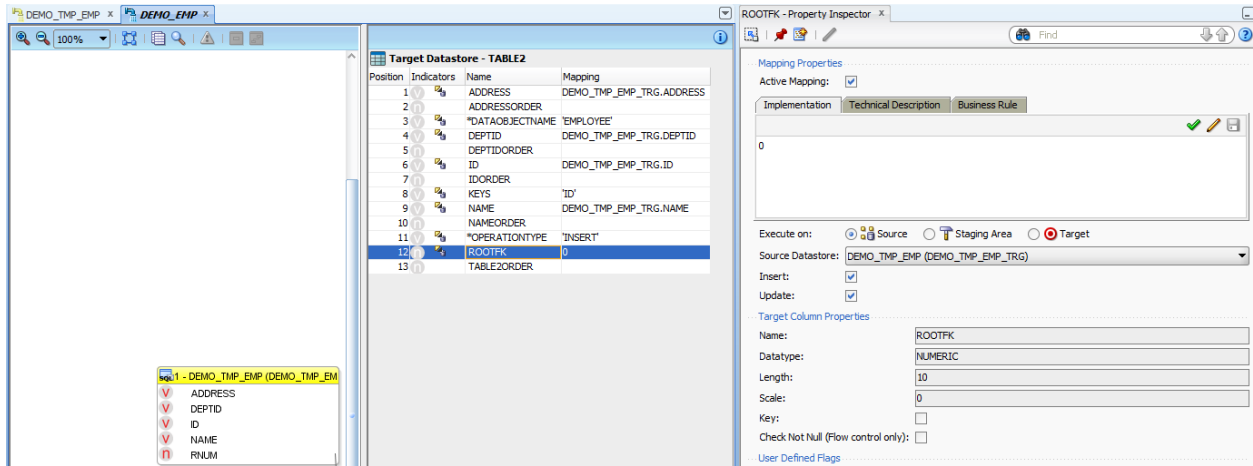 DEMO_TMP_EMP x DEMO_EMP x
100%
Target Datastore - TABLE2
Position Indicators Name Mapping
1 V ADDRESS DEMO_TMP_EMP_TRG.ADDRESS
2 n ADDRESSORDER
3 V *DATAOBJECTNAME 'EMPLOYEE'
4 V DEPTID DEMO_TMP_EMP_TRG.DEPTID
5 n DEPTIDORDER
6 V ID DEMO_TMP_EMP_TRG.ID
7 n IDORDER
8 V KEYS 'ID'
9 V NAME DEMO_TMP_EMP_TRG.NAME
10 n NAMEORDER
11 V *OPERATIONTYPE 'INSERT'
12 n ROOTFK 0
13 n TABLE2ORDER
SQL 1 - DEMO_TMP_EMP (DEMO_TMP_EM
V ADDRESS
V DEPTID
V ID
V NAME
n RNUM
ROOTFK - Property Inspector x
Find
Mapping Properties
Active Mapping:
Implementation Technical Description Business Rule
0
Execute on: Source Staging Area Target
Source Datastore: DEMO_TMP_EMP (DEMO_TMP_EMP_TRG)
Insert:
Update:
Target Column Properties
Name: ROOTFK
Datatype: NUMERIC
Length: 10
Scale: 0
Key:
Check Not Null (Flow control only):
User Defined Flags